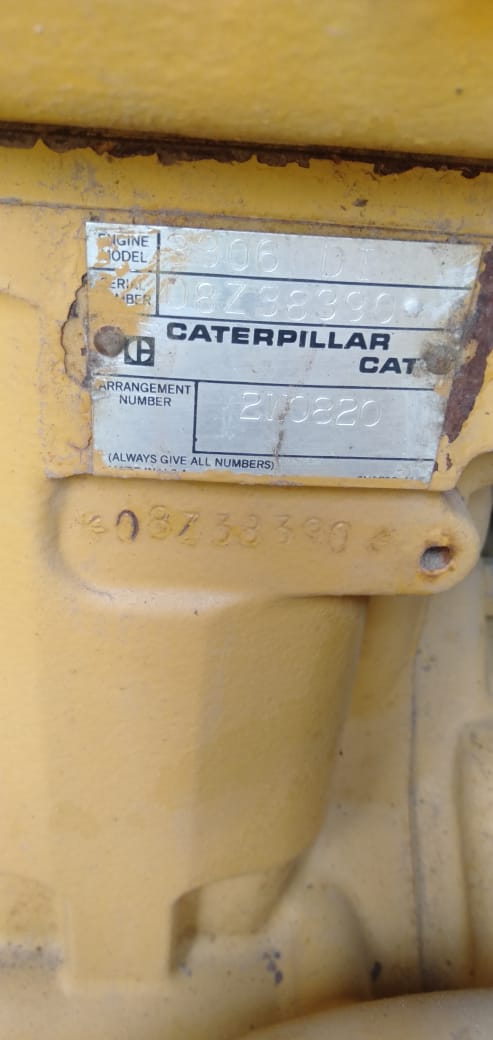 ENGINE MODEL 3306 DI
SERIAL NUMBER 08Z38390
CATERPILLAR
CAT
ARRANGEMENT NUMBER 2W0820
(ALWAYS GIVE ALL NUMBERS)
08Z38390